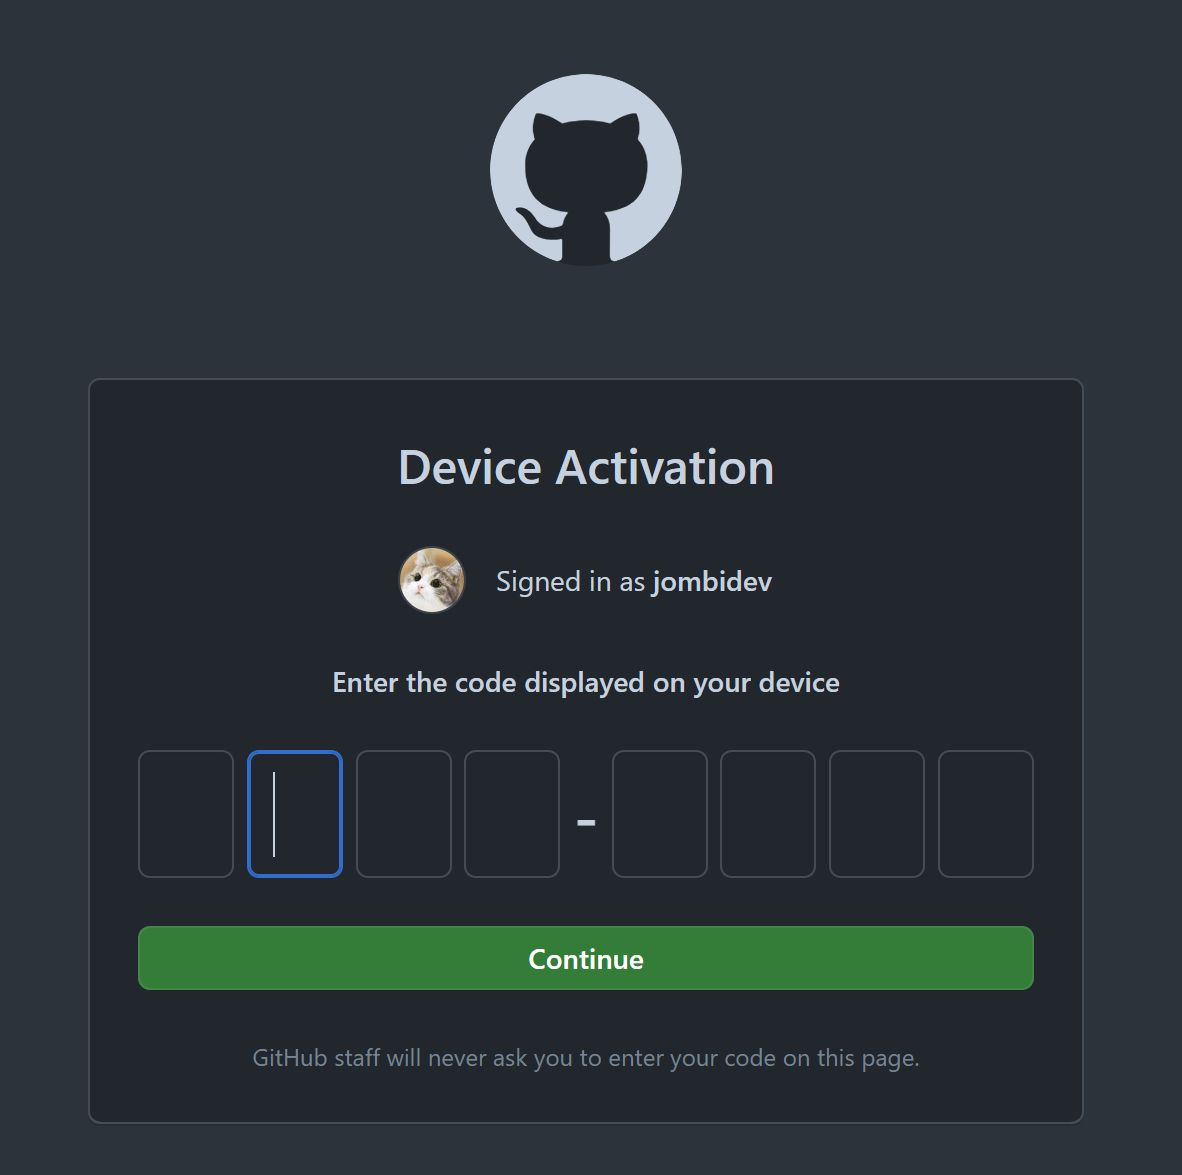 Device Activation
Signed in as jombidev
Enter the code displayed on your device
-
Continue
GitHub staff will never ask you to enter your code on this page.